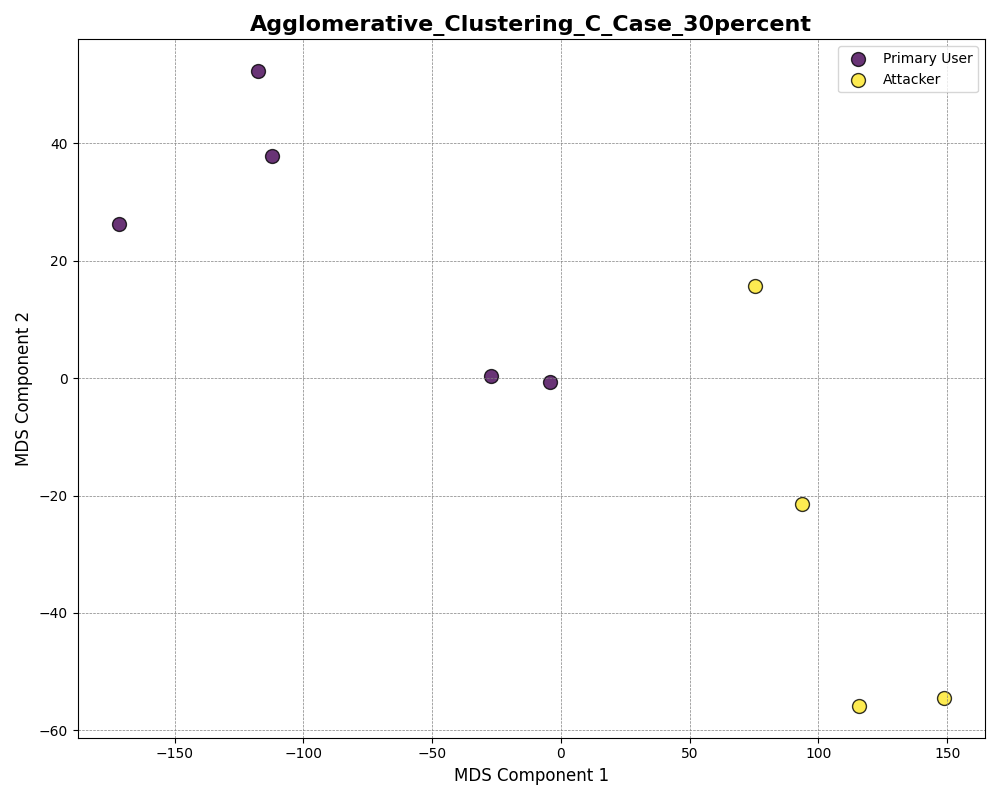 Agglomerative_Clustering_C_Case_30percent
Primary User
Attacker
MDS Component 2
40
20
0
−20
−40
−60
−150
−100
−50
0
50
100
150
MDS Component 1